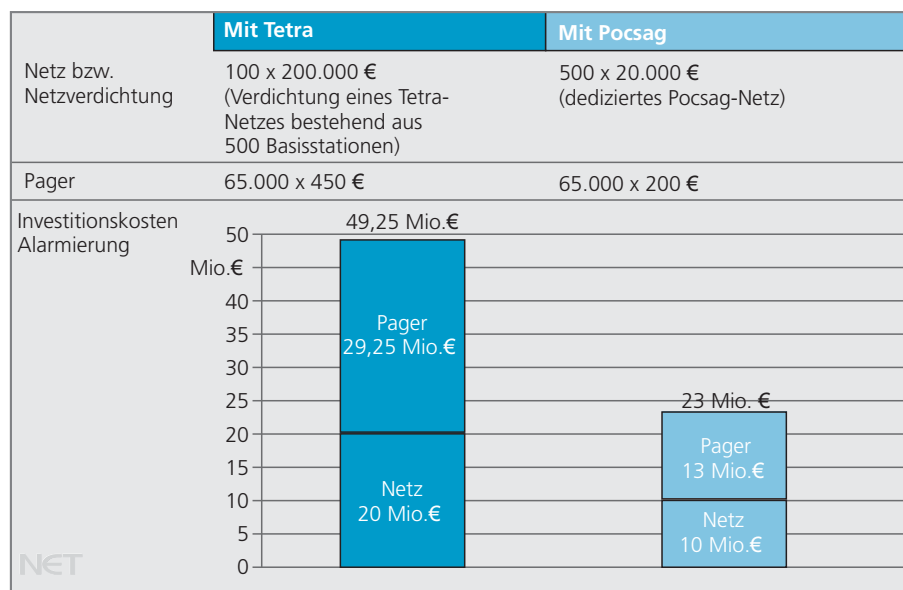 Mit Tetra
Mit Pocsag
Netz bzw.
Netzverdichtung
100 x 200.000 €
(Verdichtung eines Tetra-
Netzes bestehend aus
500 Basisstationen)
500 x 20.000 €
(dediziertes Pocsag-Netz)
Pager
65.000 x 450 €
65.000 x 200 €
Investitionskosten
Alarmierung
50
Mio.€
40
35
30
25
20
15
10
5
0
49,25 Mio.€
Pager
29,25 Mio.€
Netz
20 Mio.€
23 Mio. €
Pager
13 Mio.€
Netz
10 Mio.€
NET